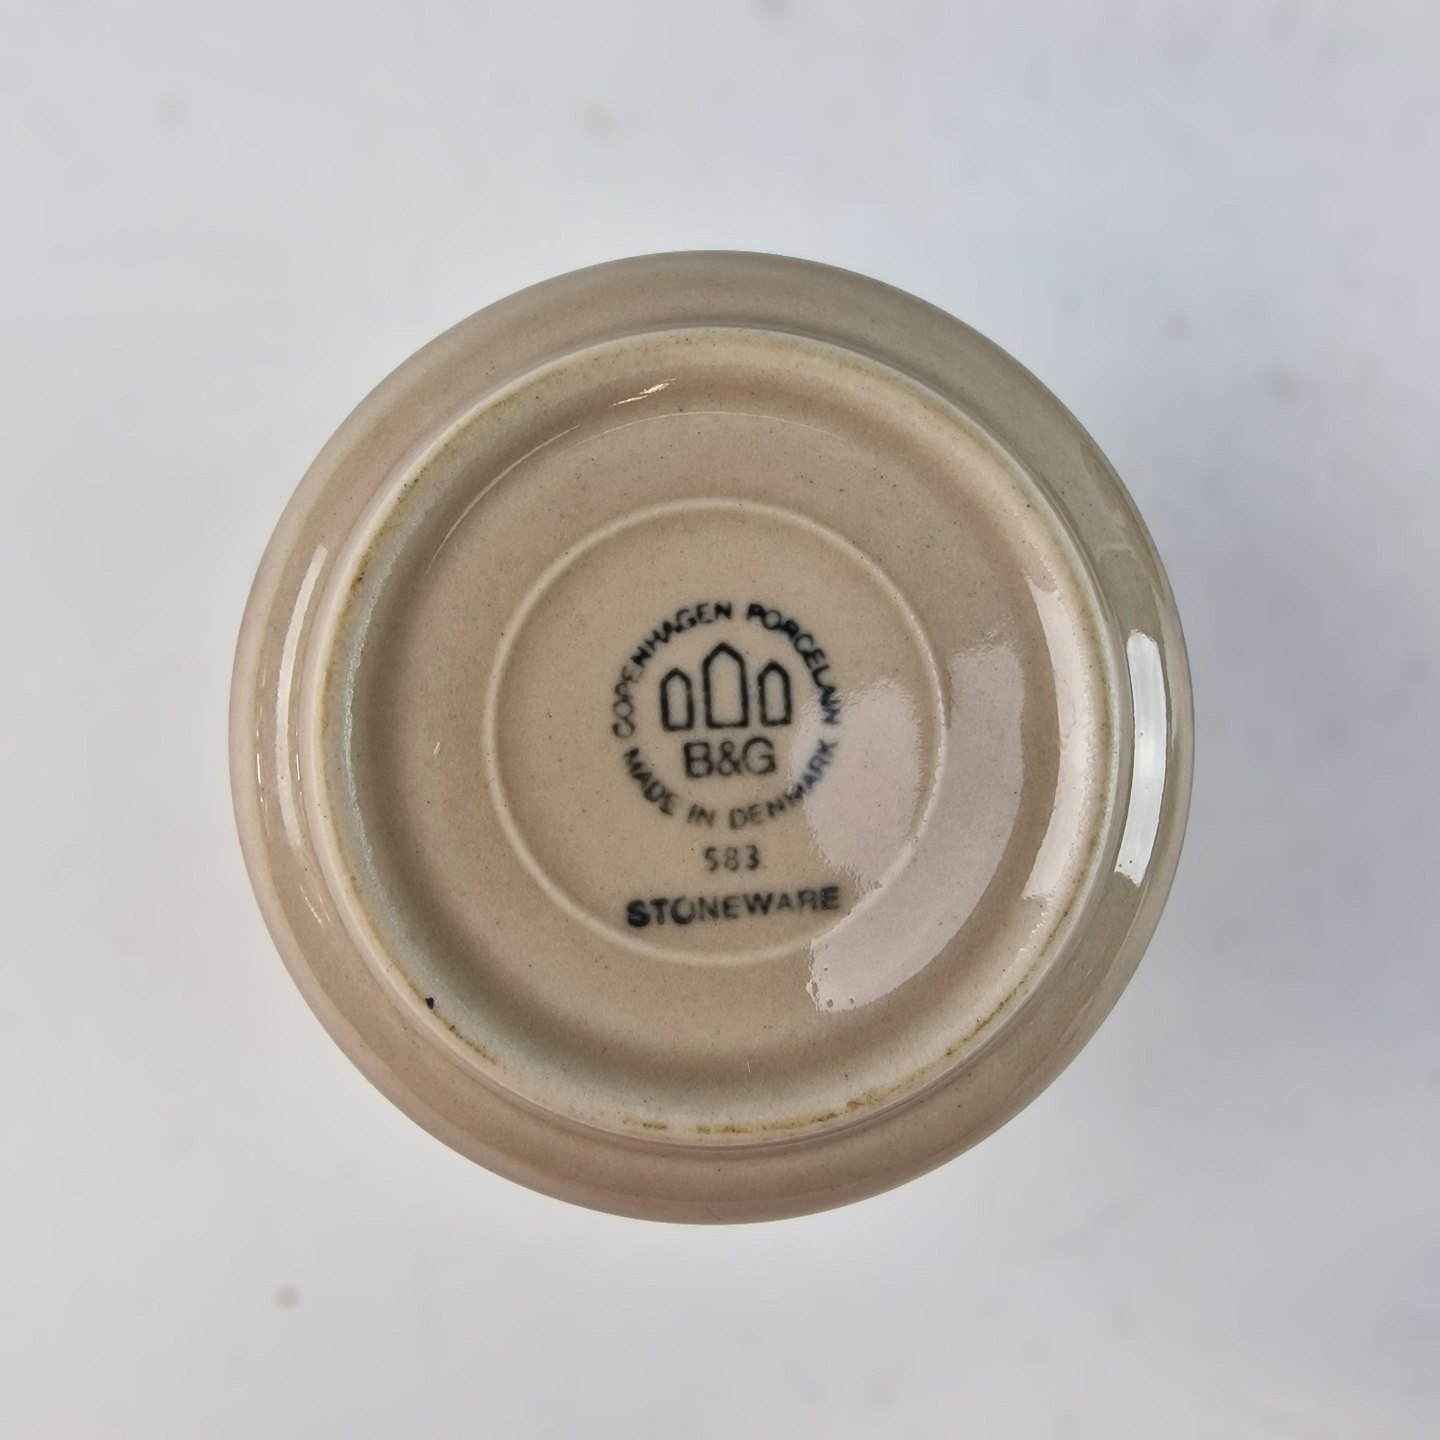 COPENHAGEN PORCELAIN
B&G
MADE IN DENMARK
583
STONEWARE